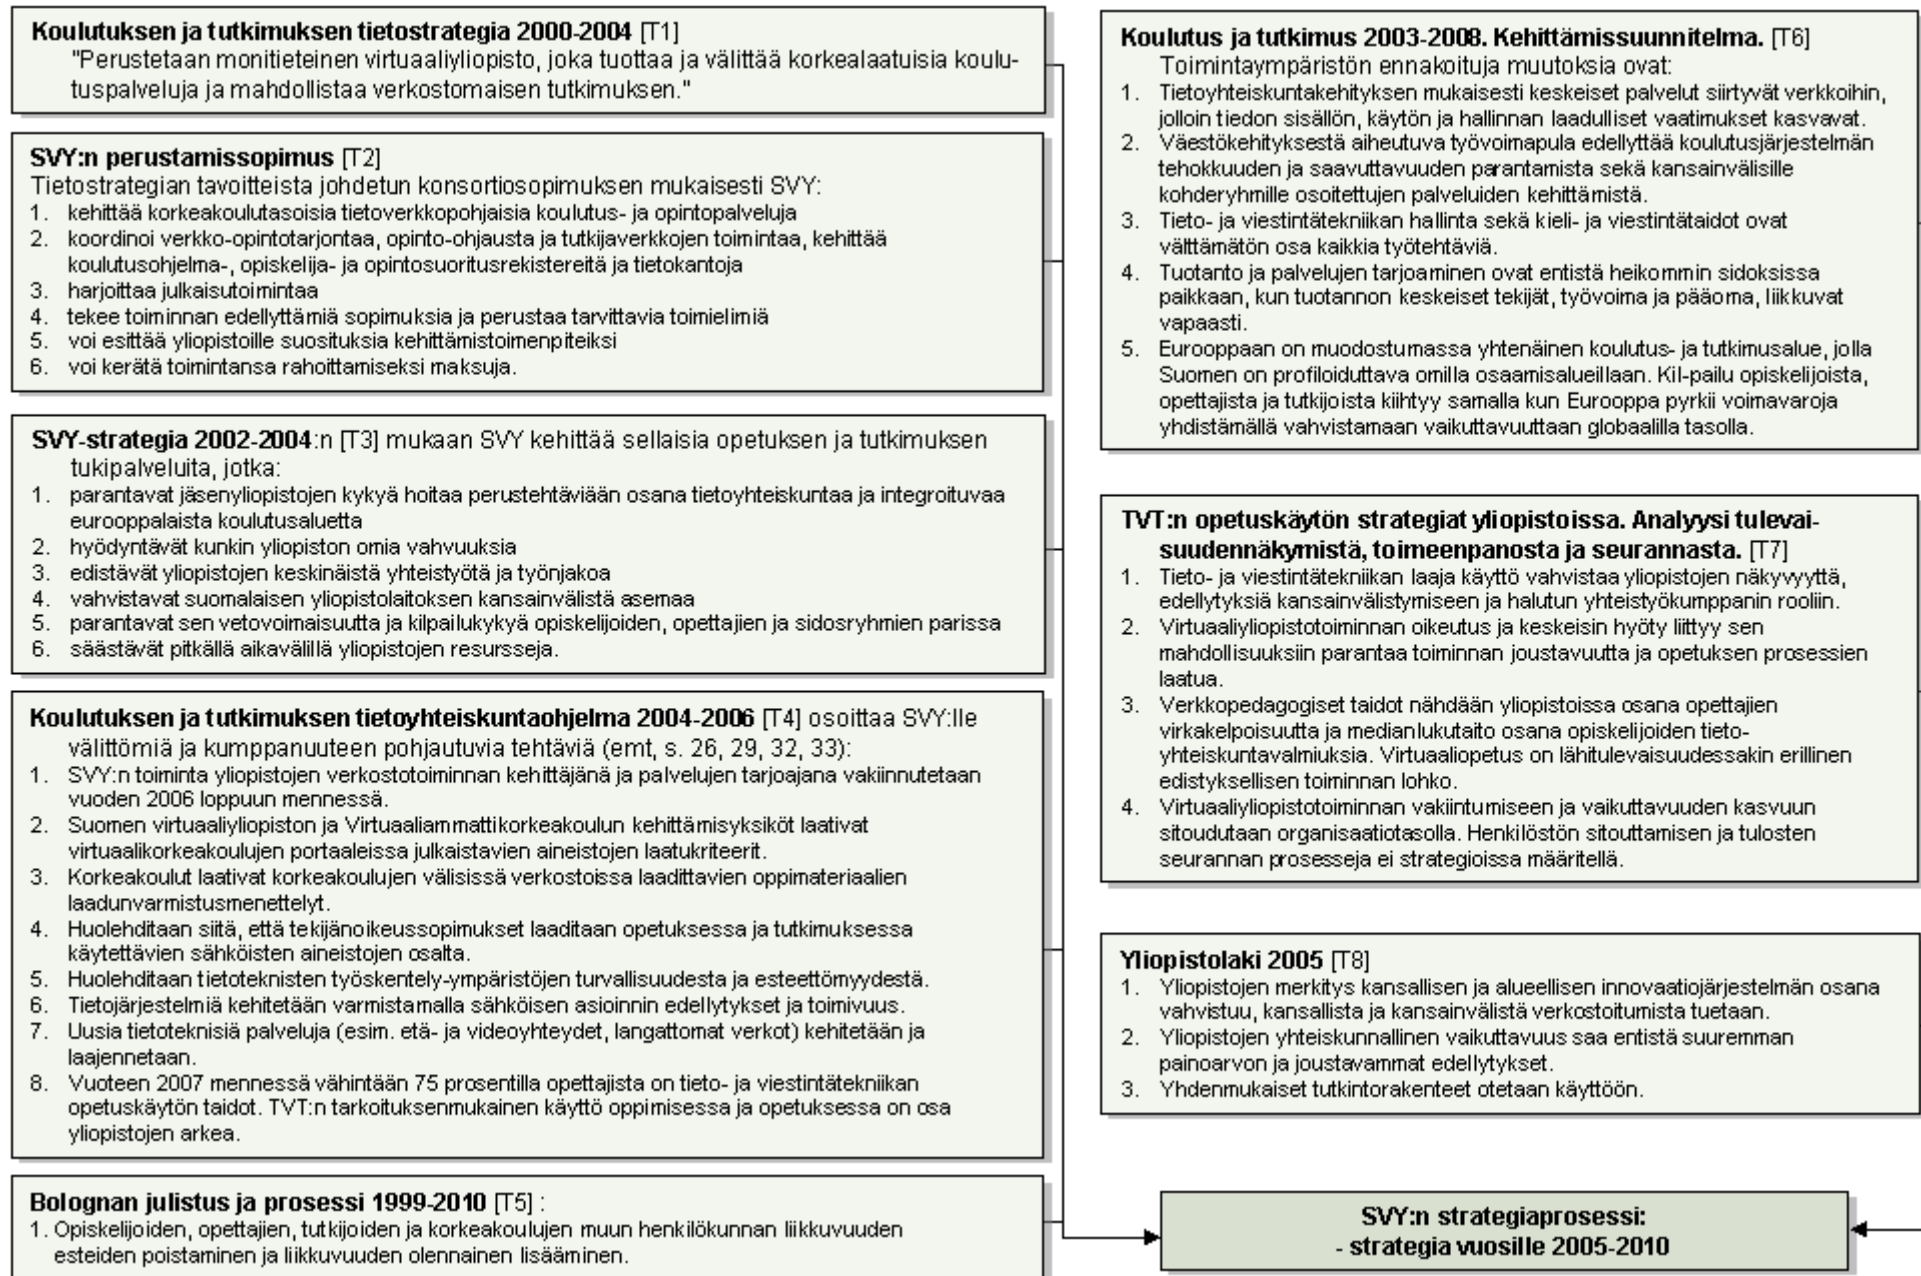 Koulutuksen ja tutkimuksen tietostrategia 2000-2004 [T1]
"Perustetaan monitieteinen virtuaaliyliopisto, joka tuottaa ja välittää korkealaatuisia koulu-
tuspalveluja ja mahdollistaa verkostomaisen tutkimuksen."
SVY:n perustamissopimus [T2]
Tietostrategian tavoitteista johdetun konsortiosopimuksen mukaisesti SVY:
1. kehittää korkeakoulutasoisia tietoverkkopohjaisia koulutus- ja opintopalveluja
2. koordinoi verkko-opintotarjontaa, opinto-ohjausta ja tutkijaverkkojen toimintaa, kehittää
koulutusohjelma-, opiskelija- ja opintosuoritusrekistereitä ja tietokantoja
3. harjoittaa julkaisutoimintaa
4. tekee toiminnan edellyttämiä sopimuksia ja perustaa tarvittavia toimielimiä
5. voi esittää yliopistoille suosituksia kehittämistoimenpiteiksi
6. voi kerätä toimintansa rahoittamiseksi maksuja.
SVY-strategia 2002-2004:n [T3] mukaan SVY kehittää sellaisia opetuksen ja tutkimuksen
tukipalveluita, jotka:
1. parantavat jäsenyliopistojen kykyä hoitaa perustehtäviään osana tietoyhteiskuntaa ja integroituvaa
eurooppalaista koulutusaluetta
2. hyödyntävät kunkin yliopiston omia vahvuuksia
3. edistävät yliopistojen keskinäistä yhteistyötä ja työnjakoa
4. vahvistavat suomalaisen yliopistolaitoksen kansainvälistä asemaa
5. parantavat sen vetovoimaisuutta ja kilpailukykyä opiskelijoiden, opettajien ja sidosryhmien parissa
6. säästävät pitkällä aikavälillä yliopistojen resursseja.
Koulutuksen ja tutkimuksen tietoyhteiskuntaohjelma 2004-2006 [T4] osoittaa SVY:lle
välittömiä ja kumppanuuteen pohjautuvia tehtäviä (emt, s. 26, 29, 32, 33):
1. SVY:n toiminta yliopistojen verkostotoiminnan kehittäjänä ja palvelujen tarjoajana vakiinnutetaan
vuoden 2006 loppuun mennessä.
2. Suomen virtuaaliyliopiston ja Virtuaaliammattikorkeakoulun kehittämisyksiköt laativat
virtuaalikorkeakoulujen portaaleissa julkaistavien aineistojen laatukriteerit.
3. Korkeakoulut laativat korkeakoulujen välisissä verkostoissa laadittavien oppimateriaalien
laadunvarmistusmenettelyt.
4. Huolehditaan siitä, että tekijänoikeussopimukset laaditaan opetuksessa ja tutkimuksessa
käytettävien sähköisten aineistojen osalta.
5. Huolehditaan tietoteknisten työskentely-ympäristöjen turvallisuudesta ja esteettömyydestä.
6. Tietojärjestelmiä kehitetään varmistamalla sähköisen asioinnin edellytykset ja toimivuus.
7. Uusia tietoteknisiä palveluja (esim. etä- ja videoyhteydet, langattomat verkot) kehitetään ja
laajennetaan.
8. Vuoteen 2007 mennessä vähintään 75 prosentilla opettajista on tieto- ja viestintätekniikan
opetuskäytön taidot. TVT:n tarkoituksenmukainen käyttö oppimisessa ja opetuksessa on osa
yliopistojen arkea.
Bolognan julistus ja prosessi 1999-2010 [T5] :
1. Opiskelijoiden, opettajien, tutkijoiden ja korkeakoulujen muun henkilökunnan liikkuvuuden
esteiden poistaminen ja liikkuvuuden olennainen lisääminen.
Koulutus ja tutkimus 2003-2008. Kehittämissuunnitelma. [T6]
Toimintaympäristön ennakoituja muutoksia ovat:
1. Tietoyhteiskuntakehityksen mukaisesti keskeiset palvelut siirtyvät verkkoihin,
jolloin tiedon sisällön, käytön ja hallinnan laadulliset vaatimukset kasvavat.
2. Väestökehityksestä aiheutuva työvoimapula edellyttää koulutusjärjestelmän
tehokkuuden ja saavuttavuuden parantamista sekä kansainvälisille
kohderyhmille osoitettujen palveluiden kehittämistä.
3. Tieto- ja viestintätekniikan hallinta sekä kieli- ja viestintätaidot ovat
välttämätön osa kaikkia työtehtäviä.
4. Tuotanto ja palvelujen tarjoaminen ovat entistä heikommin sidoksissa
paikkaan, kun tuotannon keskeiset tekijät, työvoima ja pääoma, liikkuvat
vapaasti.
5. Eurooppaan on muodostumassa yhtenäinen koulutus- ja tutkimusalue, jolla
Suomen on profiloiduttava omilla osaamisalueillaan. Kil-pailu opiskelijoista,
opettajista ja tutkijoista kiihtyy samalla kun Eurooppa pyrkii voimavaroja
yhdistämällä vahvistamaan vaikuttavuuttaan globaalilla tasolla.
TVT:n opetuskäytön strategiat yliopistoissa. Analyysi tulevai-
suudennäkymistä, toimeenpanosta ja seurannasta. [T7]
1. Tieto- ja viestintätekniikan laaja käyttö vahvistaa yliopistojen näkyvyyttä,
edellytyksiä kansainvälistymiseen ja halutun yhteistyökumppanin rooliin.
2. Virtuaaliyliopistotoiminnan oikeutus ja keskeisin hyöty liittyy sen
mahdollisuuksiin parantaa toiminnan joustavuutta ja opetuksen prosessien
laatua.
3. Verkkopedagogiset taidot nähdään yliopistoissa osana opettajien
virkakelpoisuutta ja medianlukutaito osana opiskelijoiden tieto-
yhteiskuntavalmiuksia. Virtuaaliopetus on lähitulevaisuudessakin erillinen
edistyksellisen toiminnan lohko.
4. Virtuaaliyliopistotoiminnan vakiintumiseen ja vaikuttavuuden kasvuun
sitoudutaan organisaatiotasolla. Henkilöstön sitouttamisen ja tulosten
seurannan prosesseja ei strategioissa määritellä.
Yliopistolaki 2005 [T8]
1. Yliopistojen merkitys kansallisen ja alueellisen innovaatiojärjestelmän osana
vahvistuu, kansallista ja kansainvälistä verkostoitumista tuetaan.
2. Yliopistojen yhteiskunnallinen vaikuttavuus saa entistä suuremman
painoarvon ja joustavammat edellytykset.
3. Yhdenmukaiset tutkintorakenteet otetaan käyttöön.
SVY:n strategiaprosessi:
- strategia vuosille 2005-2010